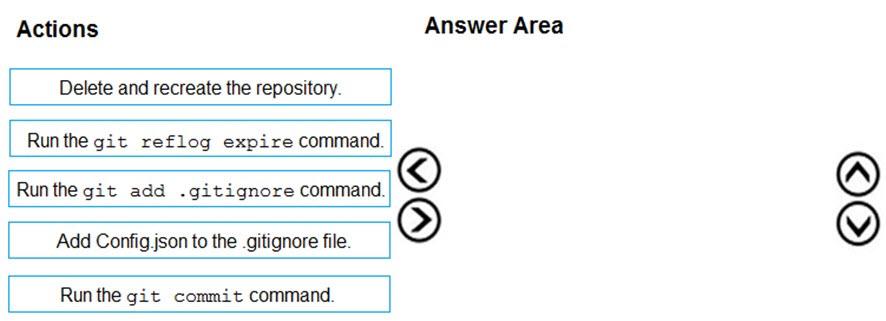 Actions
Answer Area
Delete and recreate the repository.
Run the git reflog expire command.
Run the git add .gitignore command.
Add Config.json to the .gitignore file.
Run the git commit command.